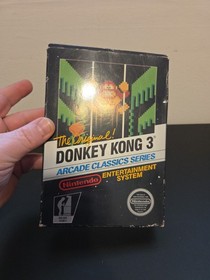 The Original!
DONKEY KONG 3
ARCADE CLASSICS SERIES
Nintendo
ENTERTAINMENT
SYSTEM